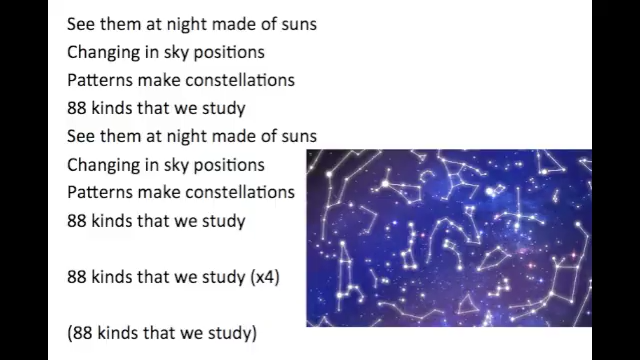 See them at night made of suns
Changing in sky positions
Patterns make constellations
88 kinds that we study
See them at night made of suns
Changing in sky positions
Patterns make constellations
88 kinds that we study
88 kinds that we study (x4)
(88 kinds that we study)